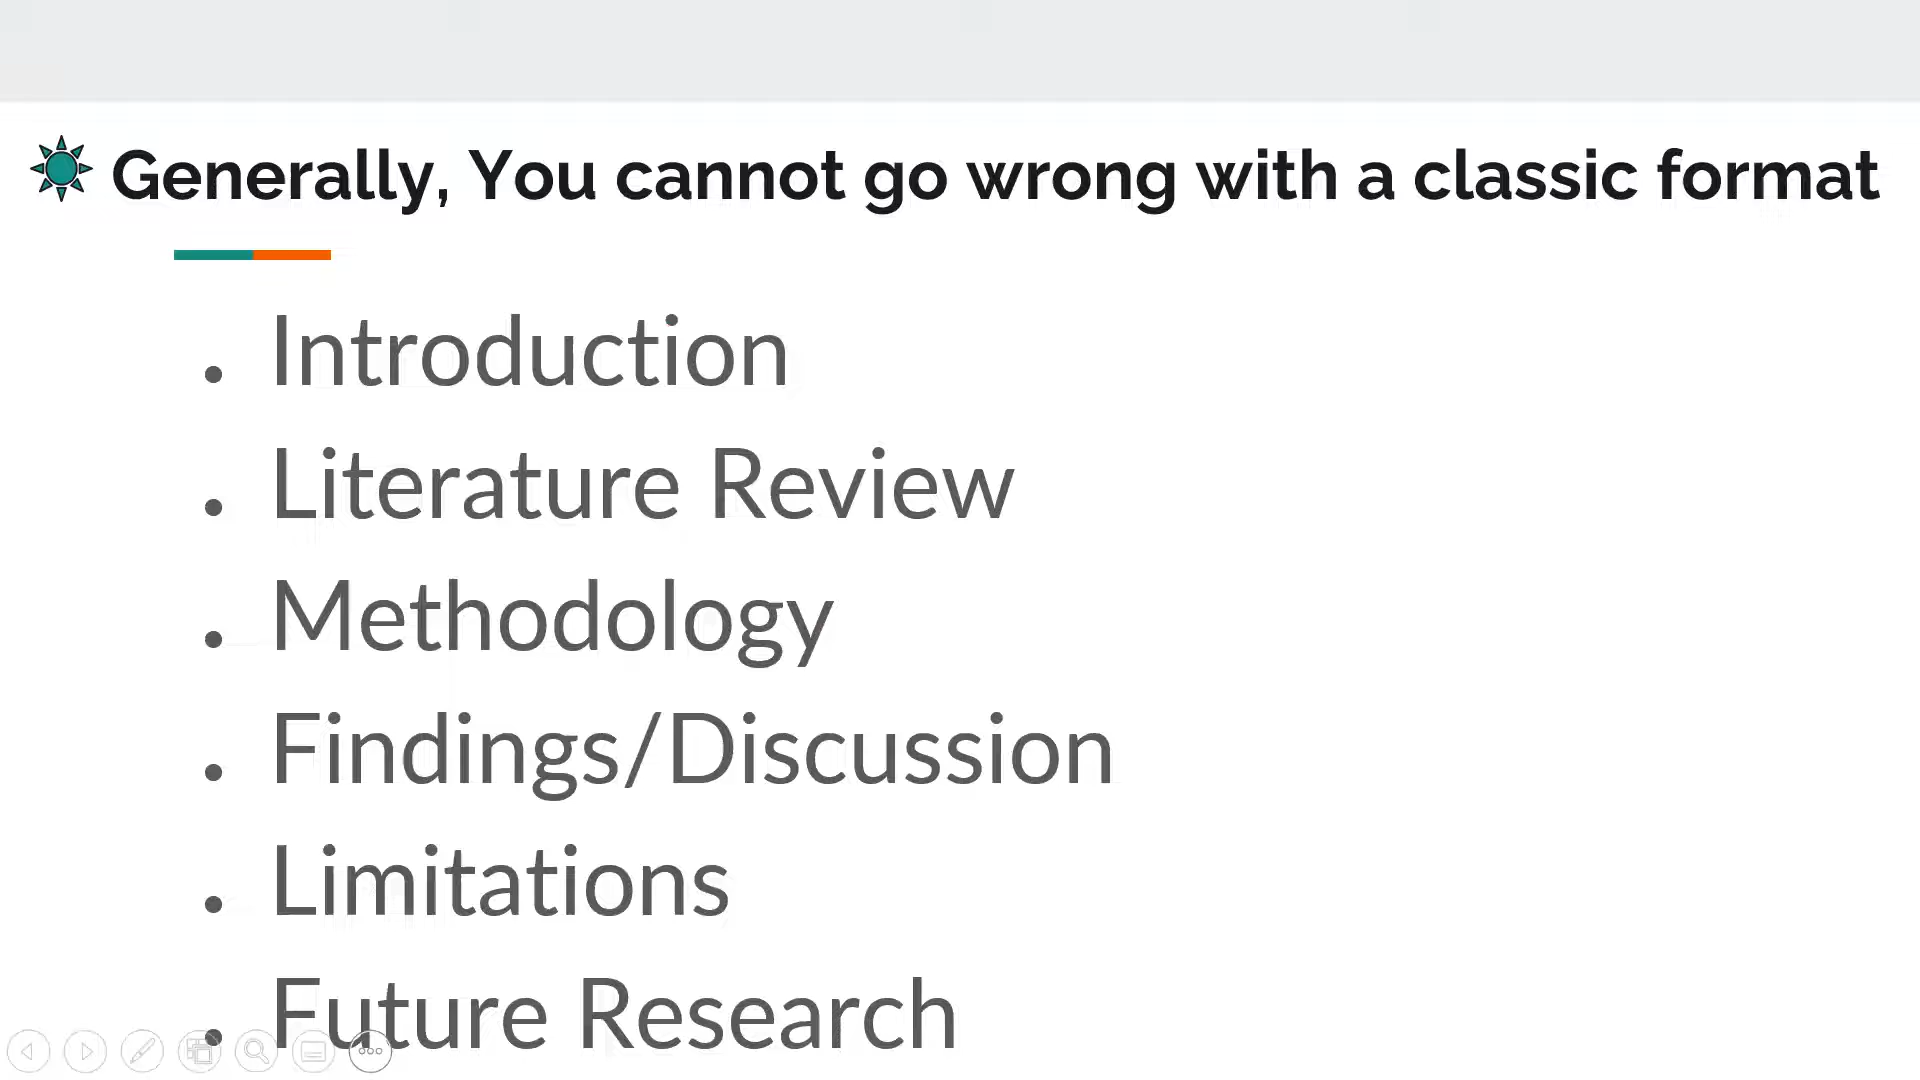 Generally, You cannot go wrong with a classic format
. Introduction
. Literature Review
. Methodology
. Findings/Discussion
. Limitations
. Future Research